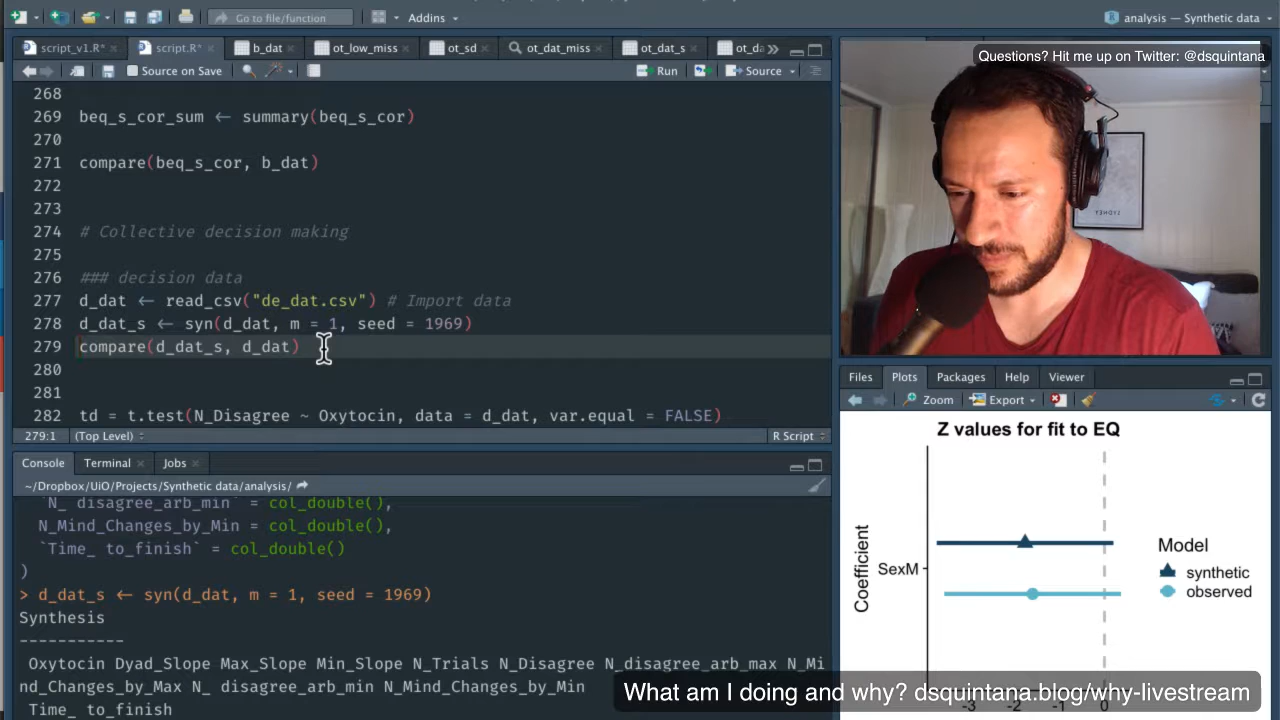 Go to file/function
Addins
analysis — Synthetic data
script_v1.R*
script.R*
b_dat
ot_low_miss
ot_sd
ot_dat_miss
ot_dat_s
ot_da
Source on Save
Run
Source
Questions? Hit me up on Twitter: @dsquintana
SYDNEY
268
269 beq_s_cor_sum ← summary(beq_s_cor)
270
271 compare(beq_s_cor, b_dat)
272
273
274 # Collective decision making
275
276 ### decision data
277 d_dat ← read_csv("de_dat.csv") # Import data
278 d_dat_s ← syn(d_dat, m = 1, seed = 1969)
279 compare(d_dat_s, d_dat)
280
281
282 td = t.test(N_Disagree ~ Oxytocin, data = d_dat, var.equal = FALSE)
279:1 (Top Level) R Script
Console Terminal Jobs
~/Dropbox/UiO/Projects/Synthetic data/analysis/
`N_ disagree_arb_min` = col_double(),
N_Mind_Changes_by_Min = col_double(),
`Time_ to_finish` = col_double()
)
> d_dat_s ← syn(d_dat, m = 1, seed = 1969)
Synthesis
-----------
Oxytocin Dyad_Slope Max_Slope Min_Slope N_Trials N_Disagree N_disagree_arb_max N_Mi
nd_Changes_by_Max N_ disagree_arb_min N_Mind_Changes_by_Min
Time_ to_finish
Files Plots Packages Help Viewer
Zoom Export
Z values for fit to EQ
Coefficient
SexM
Model
synthetic
observed
-3 -2 -1 0
What am I doing and why? dsquintana.blog/why-livestream